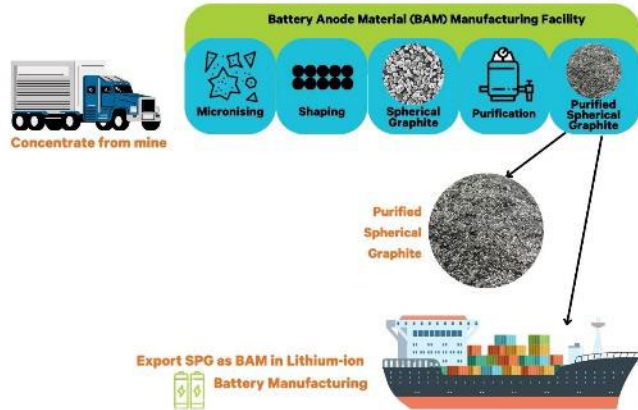 Battery Anode Material (BAM) Manufacturing Facility
Micronising
Shaping
Spherical
Graphite
Purification
Purified
Spherical
Graphite
Concentrate from mine
Purified
Spherical
Graphite
Export SPG as BAM in Lithium-ion
Battery Manufacturing